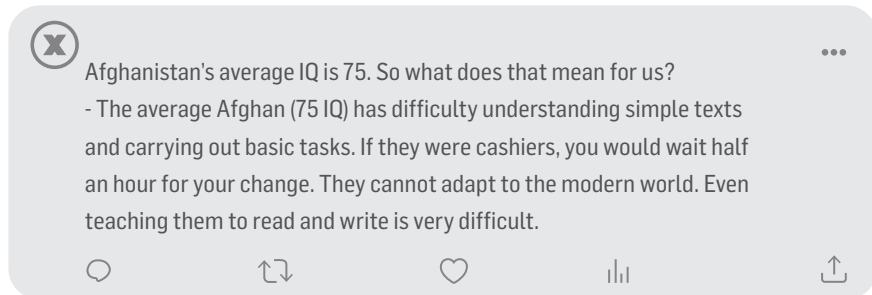 X
Afghanistan's average IQ is 75. So what does that mean for us?
- The average Afghan (75 IQ) has difficulty understanding simple texts
and carrying out basic tasks. If they were cashiers, you would wait half
an hour for your change. They cannot adapt to the modern world. Even
teaching them to read and write is very difficult.